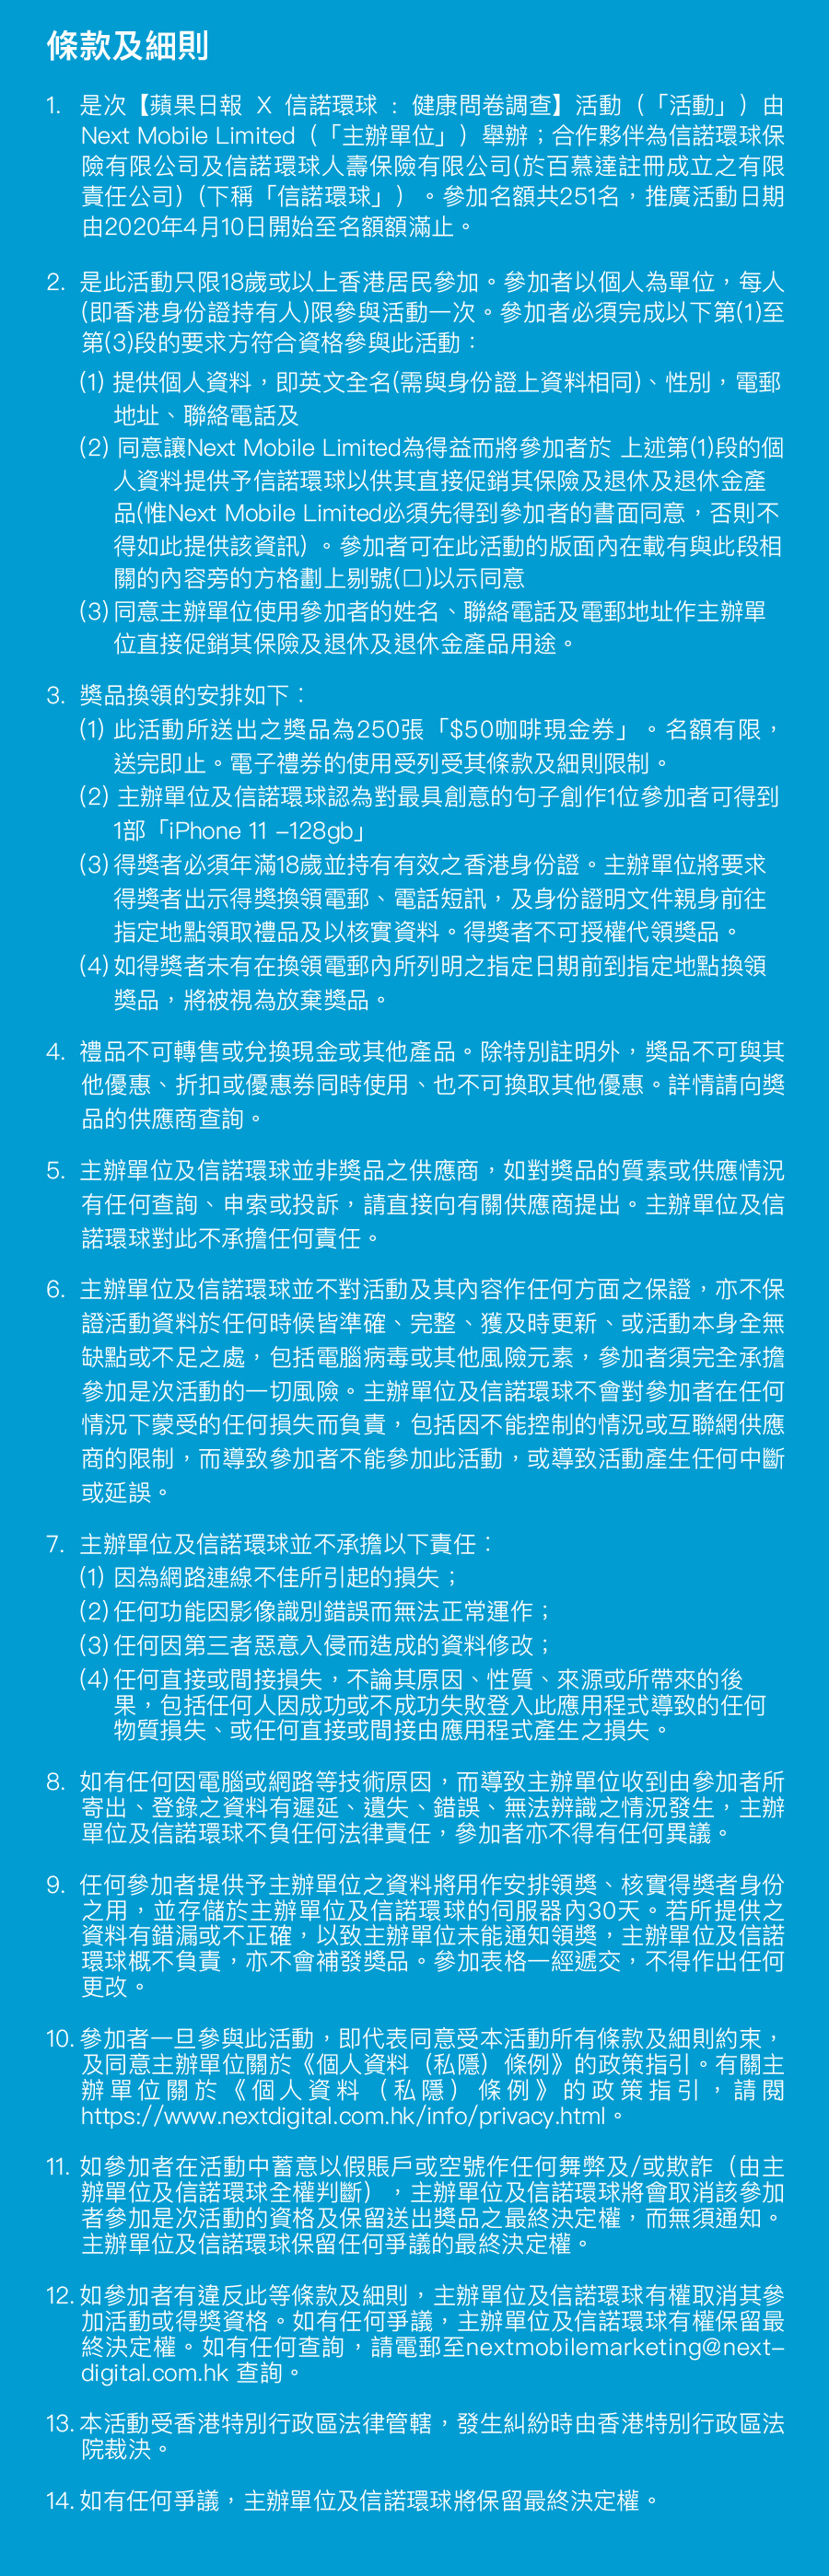 條款及細則
1. 是次【蘋果日報 X 信諾環球 : 健康問卷調查】活動（「活動」）由
Next Mobile Limited（「主辦單位」）舉辦；合作夥伴為信諾環球保
險有限公司及信諾環球人壽保險有限公司(於百慕達註冊成立之有限
責任公司)（下稱「信諾環球」）。參加名額共251名，推廣活動日期
由2020年4月10日開始至名額額滿止。
2. 是此活動只限18歲或以上香港居民參加。參加者以個人為單位，每人
(即香港身份證持有人)限參與活動一次。參加者必須完成以下第(1)至
第(3)段的要求方符合資格參與此活動：
(1) 提供個人資料，即英文全名(需與身份證上資料相同)、性別，電郵
地址、聯絡電話及
(2) 同意讓Next Mobile Limited為得益而將參加者於 上述第(1)段的個
人資料提供予信諾環球以供其直接促銷其保險及退休及退休金產
品(惟Next Mobile Limited必須先得到參加者的書面同意，否則不
得如此提供該資訊) 。參加者可在此活動的版面內在載有與此段相
關的內容旁的方格劃上剔號(□)以示同意
(3) 同意主辦單位使用參加者的姓名、聯絡電話及電郵地址作主辦單
位直接促銷其保險及退休及退休金產品用途。
3. 獎品換領的安排如下：
(1) 此活動所送出之獎品為250張「$50咖啡現金券」。名額有限，
送完即止。電子禮券的使用受列受其條款及細則限制。
(2) 主辦單位及信諾環球認為對最具創意的句子創作1位參加者可得到
1部「iPhone 11 -128gb」
(3) 得獎者必須年滿18歲並持有有效之香港身份證。主辦單位將要求
得獎者出示得獎換領電郵、電話短訊，及身份證明文件親身前往
指定地點領取禮品及以核實資料。得獎者不可授權代領獎品。
(4) 如得獎者未有在換領電郵內所列明之指定日期前到指定地點換領
獎品，將被視為放棄獎品。
4. 禮品不可轉售或兌換現金或其他產品。除特別註明外，獎品不可與其
他優惠、折扣或優惠券同時使用、也不可換取其他優惠。詳情請向獎
品的供應商查詢。
5. 主辦單位及信諾環球並非獎品之供應商，如對獎品的質素或供應情況
有任何查詢、申索或投訴，請直接向有關供應商提出。主辦單位及信
諾環球對此不承擔任何責任。
6. 主辦單位及信諾環球並不對活動及其內容作任何方面之保證，亦不保
證活動資料於任何時候皆準確、完整、獲及時更新、或活動本身全無
缺點或不足之處，包括電腦病毒或其他風險元素，參加者須完全承擔
參加是次活動的一切風險。主辦單位及信諾環球不會對參加者在任何
情況下蒙受的任何損失而負責，包括因不能控制的情況或互聯網供應
商的限制，而導致參加者不能參加此活動，或導致活動產生任何中斷
或延誤。
7. 主辦單位及信諾環球並不承擔以下責任：
(1) 因為網路連線不佳所引起的損失；
(2) 任何功能因影像識別錯誤而無法正常運作；
(3) 任何因第三者惡意入侵而造成的資料修改；
(4) 任何直接或間接損失，不論其原因、性質、來源或所帶來的後
果，包括任何人因成功或不成功失敗登入此應用程式導致的任何
物質損失、或任何直接或間接由應用程式產生之損失。
8. 如有任何因電腦或網路等技術原因，而導致主辦單位收到由參加者所
寄出、登錄之資料有遲延、遺失、錯誤、無法辨識之情況發生，主辦
單位及信諾環球不負任何法律責任，參加者亦不得有任何異議。
9. 任何參加者提供予主辦單位之資料將用作安排領獎、核實得獎者身份
之用，並存儲於主辦單位及信諾環球的伺服器內30天。若所提供之
資料有錯漏或不正確，以致主辦單位未能通知領獎，主辦單位及信諾
環球概不負責，亦不會補發獎品。參加表格一經遞交，不得作出任何
更改。
10. 參加者一旦參與此活動，即代表同意受本活動所有條款及細則約束，
及同意主辦單位關於《個人資料（私隱）條例》的政策指引。有關主
辦單位關於《個人資料（私隱）條例》的政策指引，請閱
https://www.nextdigital.com.hk/info/privacy.html。
11. 如參加者在活動中蓄意以假賬戶或空號作任何舞弊及/或欺詐（由主
辦單位及信諾環球全權判斷），主辦單位及信諾環球將會取消該參加
者參加是次活動的資格及保留送出獎品之最終決定權，而無須通知。
主辦單位及信諾環球保留任何爭議的最終決定權。
12. 如參加者有違反此等條款及細則，主辦單位及信諾環球有權取消其參
加活動或得獎資格。如有任何爭議，主辦單位及信諾環球有權保留最
終決定權。如有任何查詢，請電郵至nextmobilemarketing@next-
digital.com.hk 查詢。
13. 本活動受香港特別行政區法律管轄，發生糾紛時由香港特別行政區法
院裁決。
14. 如有任何爭議，主辦單位及信諾環球將保留最終決定權。